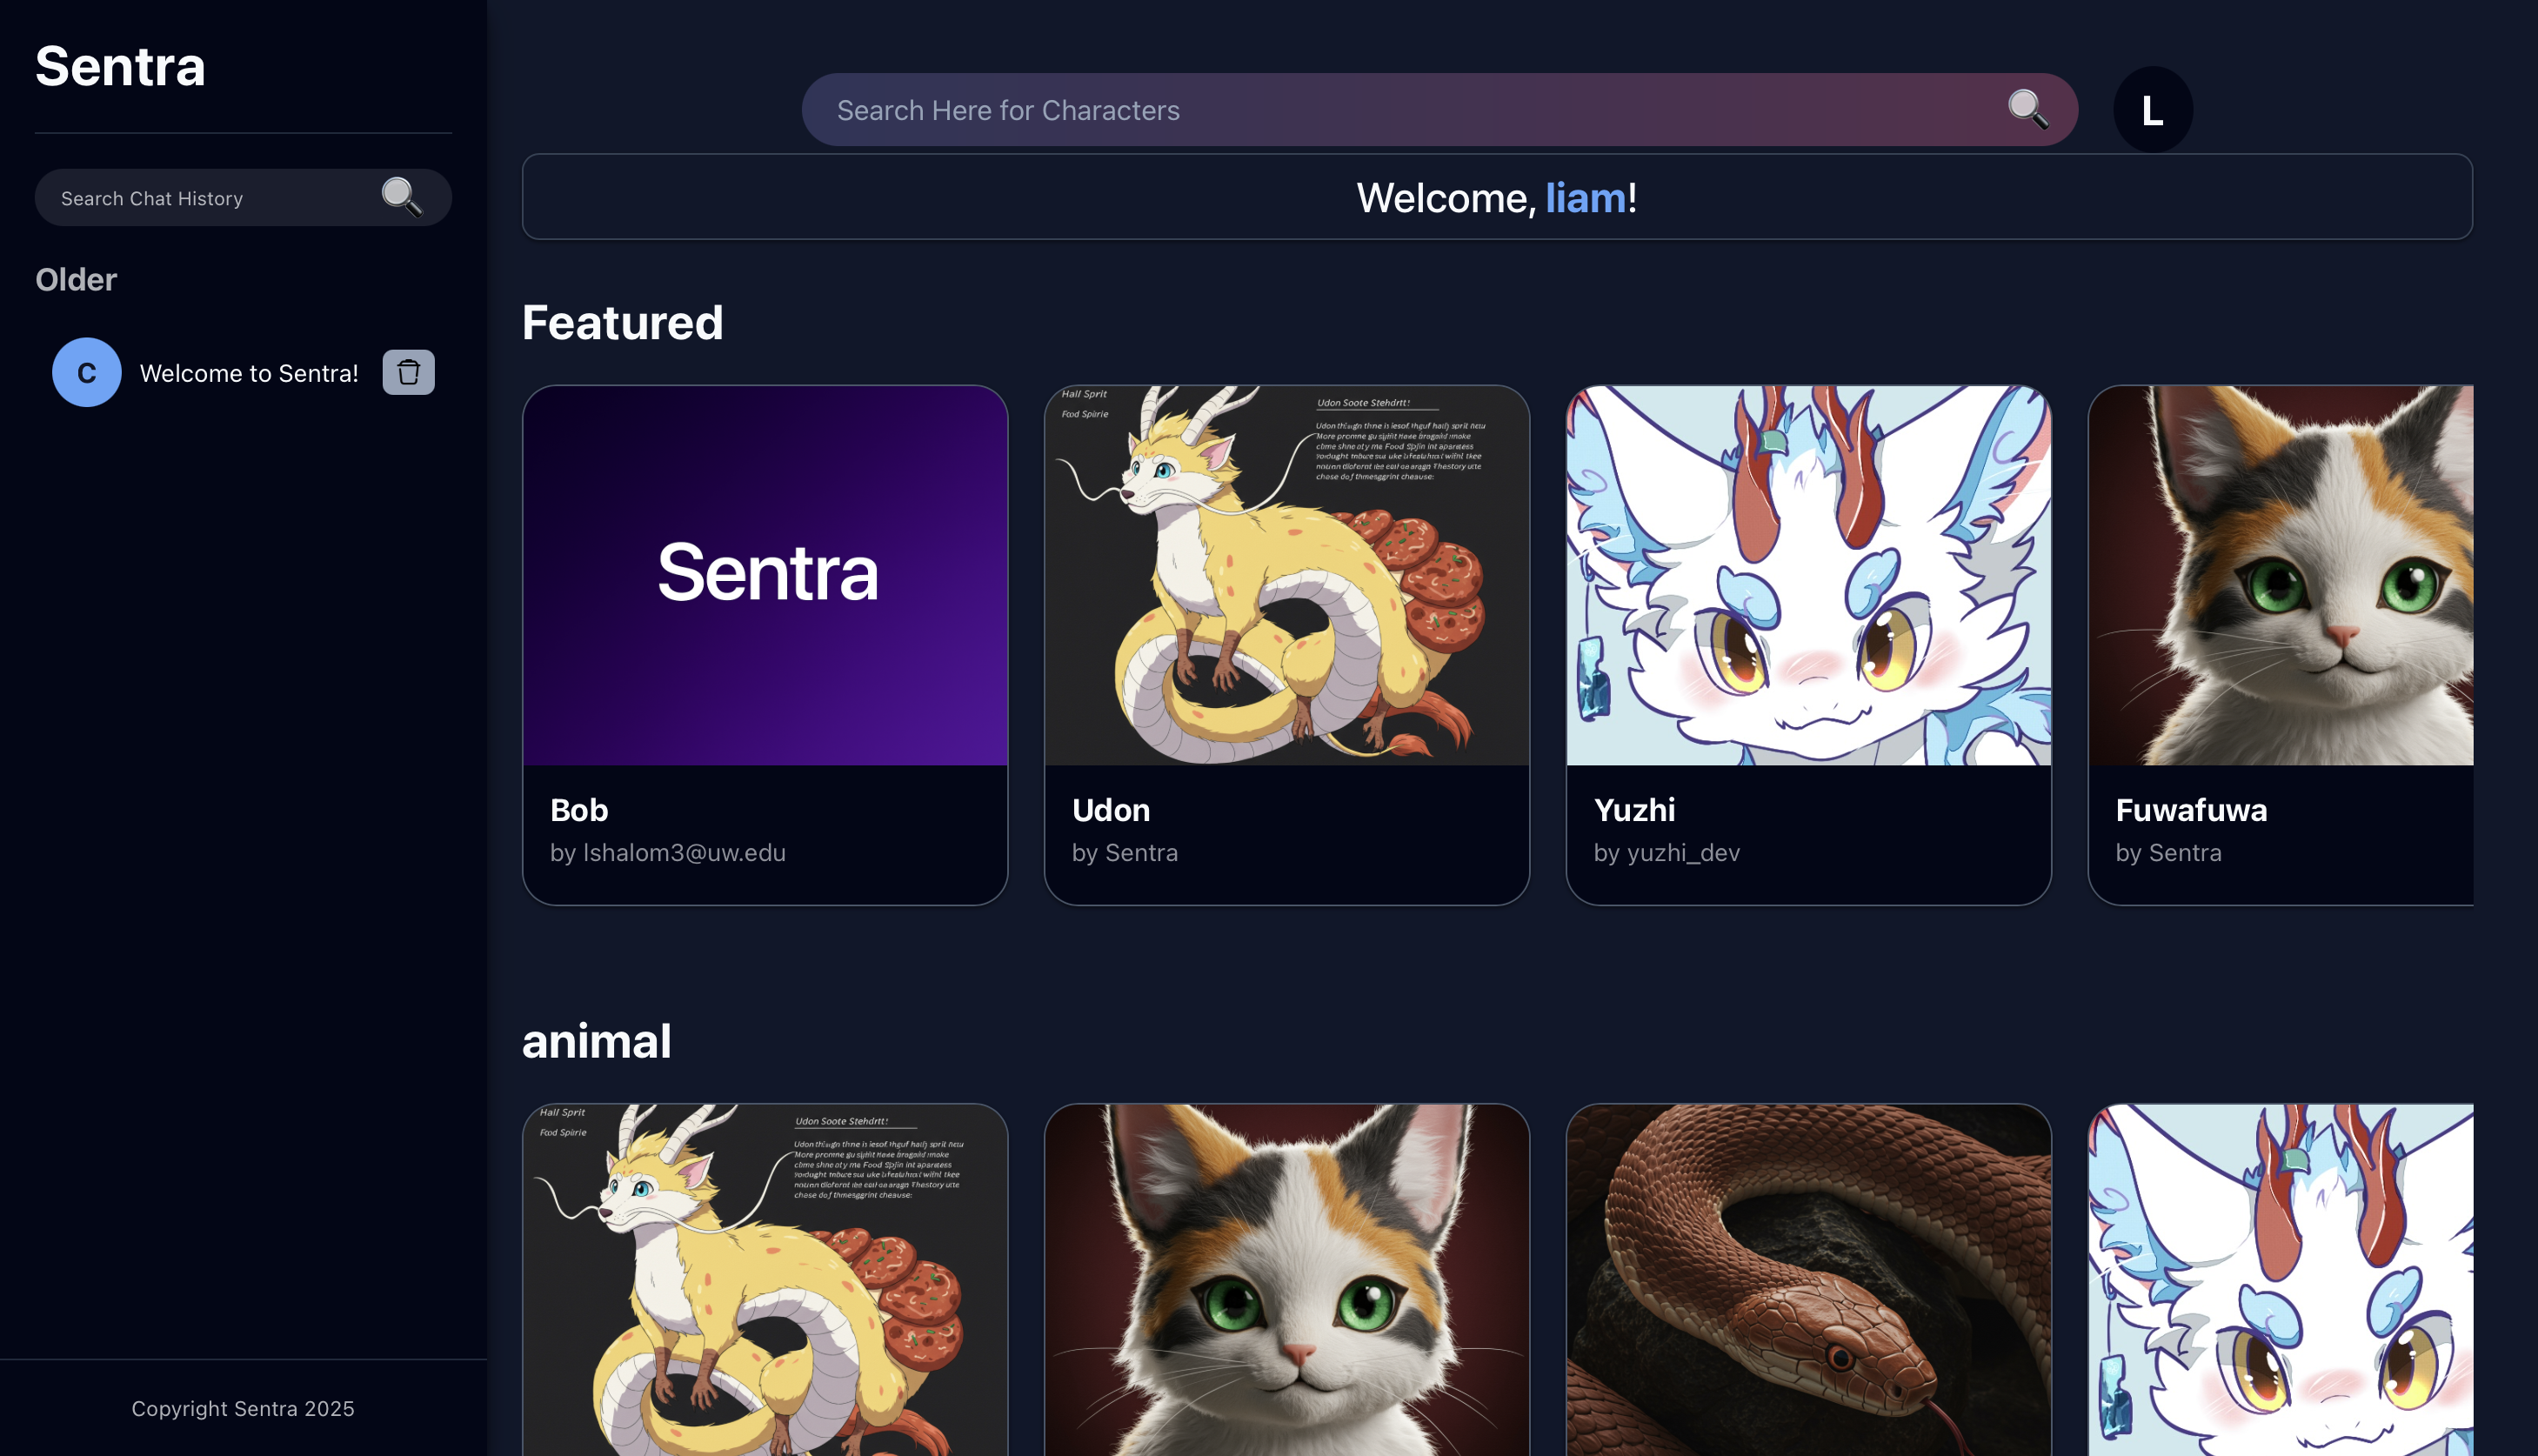 Sentra
Search Chat History
Older
C
Welcome to Sentra!
Copyright Sentra 2025
Search Here for Characters
L
Welcome, liam!
Featured
Sentra
Bob
by lshalom3@uw.edu
Hall Sprit
Food Spirie
Udon Soote Stehdrtt!
Udon
by Sentra
Yuzhi
by yuzhi_dev
Fuwafuwa
by Sentra
animal
Hall Sprit
Food Spirie
Udon Soote Stehdrtt!